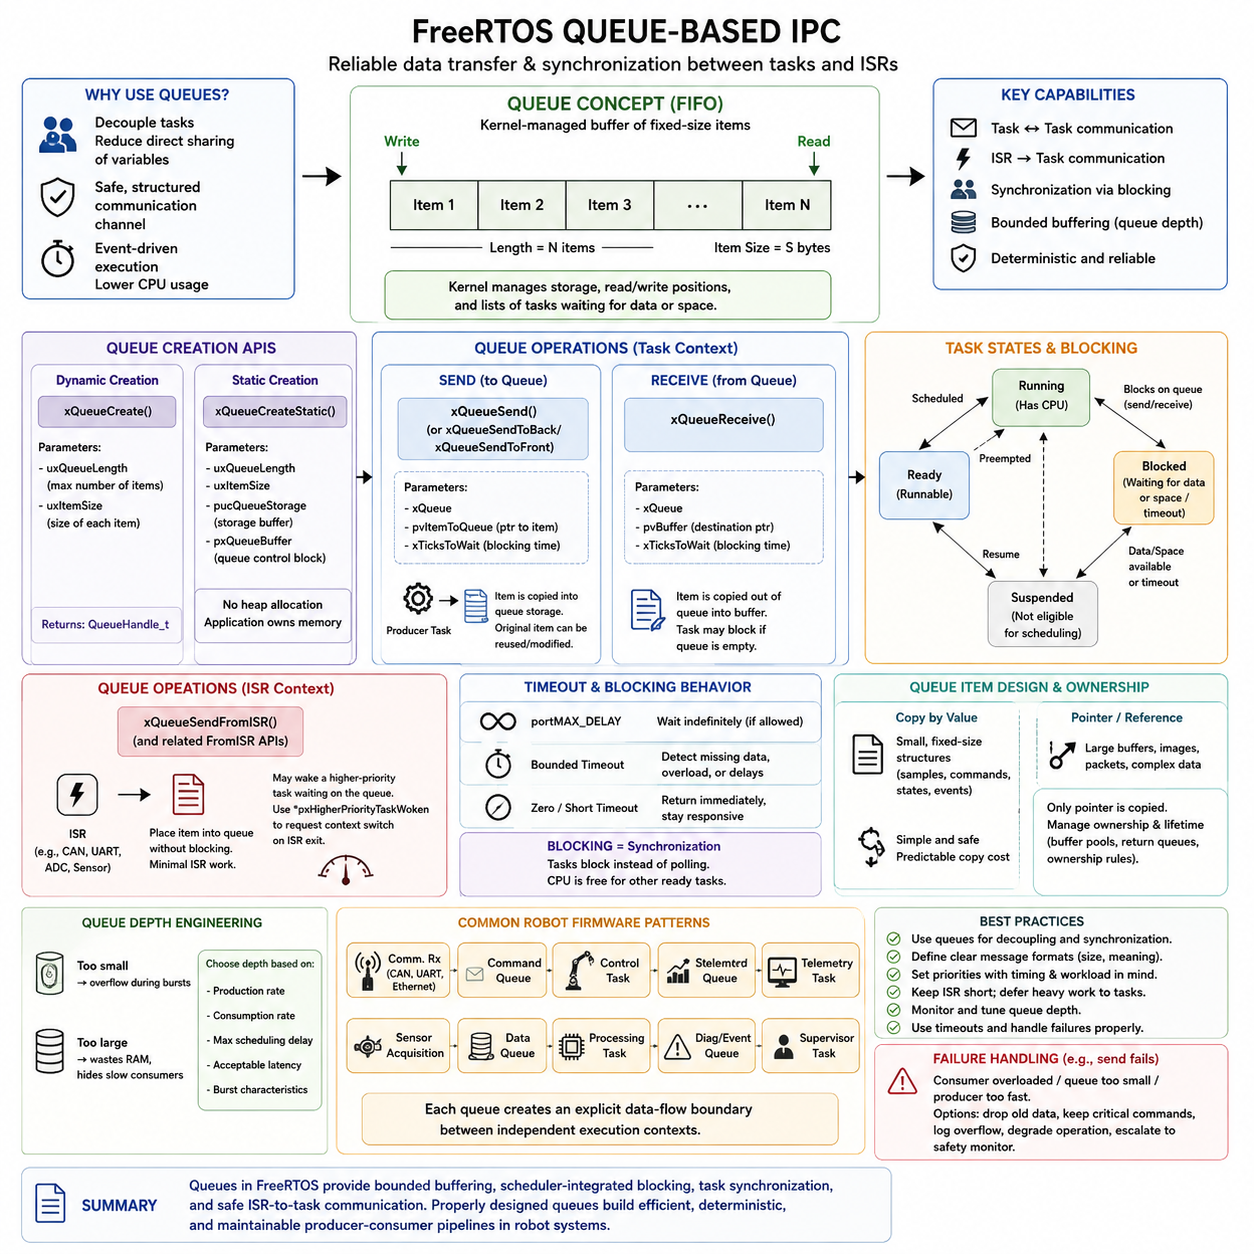 FreeRTOS QUEUE-BASED IPC
Reliable data transfer & synchronization between tasks and ISRs
WHY USE QUEUES?
Decouple tasks
Reduce direct sharing
of variables
Safe, structured
communication
channel
Event-driven
execution
Lower CPU usage
QUEUE CONCEPT (FIFO)
Kernel-managed buffer of fixed-size items
Write
Read
Item 1
Item 2
Item 3
...
Item N
Length = N items
Item Size = S bytes
Kernel manages storage, read/write positions,
and lists of tasks waiting for data or space.
KEY CAPABILITIES
Task ↔ Task communication
ISR → Task communication
Synchronization via blocking
Bounded buffering (queue depth)
Deterministic and reliable
QUEUE CREATION APIS
Dynamic Creation
xQueueCreate()
Parameters:
- uxQueueLength
(max number of items)
- uxItemSize
(size of each item)
Returns: QueueHandle_t
Static Creation
xQueueCreateStatic()
Parameters:
- uxQueueLength
- uxItemSize
- pucQueueStorage
(storage buffer)
- pxQueueBuffer
(queue control block)
No heap allocation
Application owns memory
QUEUE OPERATIONS (Task Context)
SEND (to Queue)
xQueueSend()
(or xQueueSendToBack/
xQueueSendToFront)
Parameters:
- xQueue
- pvItemToQueue (ptr to item)
- xTicksToWait (blocking time)
Producer Task
Item is copied into
queue storage.
Original item can be
reused/modified.
RECEIVE (from Queue)
xQueueReceive()
Parameters:
- xQueue
- pvBuffer (destination ptr)
- xTicksToWait (blocking time)
Item is copied out of
queue into buffer.
Task may block if
queue is empty.
TASK STATES & BLOCKING
Running
(Has CPU)
Scheduled
Blocks on queue
(send/receive)
Preempted
Ready
(Runnable)
Blocked
(Waiting for data
or space /
timeout)
Resume
Data/Space
available
or timeout
Suspended
(Not eligible
for scheduling)
QUEUE OPEATIONS (ISR Context)
xQueueSendFromISR()
(and related FromISR APIs)
ISR
(e.g., CAN, UART,
ADC, Sensor)
Place item into queue
without blocking.
Minimal ISR work.
May wake a higher-priority
task waiting on the queue.
Use *pxHigherPriorityTaskWoken
to request context switch
on ISR exit.
TIMEOUT & BLOCKING BEHAVIOR
portMAX_DELAY
Wait indefinitely (if allowed)
Bounded Timeout
Detect missing data,
overload, or delays
Zero / Short Timeout
Return immediately,
stay responsive
BLOCKING = Synchronization
Tasks block instead of polling.
CPU is free for other ready tasks.
QUEUE ITEM DESIGN & OWNERSHIP
Copy by Value
Small, fixed-size
structures
(samples, commands,
states, events)
Simple and safe
Predictable copy cost
Pointer / Reference
Large buffers, images,
packets, complex data
Only pointer is copied.
Manage ownership & lifetime
(buffer pools, return queues,
ownership rules).
QUEUE DEPTH ENGINEERING
Too small
→ overflow during bursts
Too large
→ wastes RAM,
hides slow consumers
Choose depth based on:
- Production rate
- Consumption rate
- Max scheduling delay
- Acceptable latency
- Burst characteristics
COMMON ROBOT FIRMWARE PATTERNS
Comm. Rx
(CAN, UART,
Ethernet)
Command
Queue
Control
Task
Stelemtrd
Queue
Telemetry
Task
Sensor
Acquisition
Data
Queue
Processing
Task
Diag/Event
Queue
Supervisor
Task
Each queue creates an explicit data-flow boundary
between independent execution contexts.
BEST PRACTICES
Use queues for decoupling and synchronization.
Define clear message formats (size, meaning).
Set priorities with timing & workload in mind.
Keep ISR short; defer heavy work to tasks.
Monitor and tune queue depth.
Use timeouts and handle failures properly.
FAILURE HANDLING (e.g., send fails)
Consumer overloaded / queue too small /
producer too fast.
Options: drop old data, keep critical commands,
log overflow, degrade operation, escalate to
safety monitor.
SUMMARY
Queues in FreeRTOS provide bounded buffering, scheduler-integrated blocking, task synchronization,
and safe ISR-to-task communication. Properly designed queues build efficient, deterministic,
and maintainable producer-consumer pipelines in robot systems.